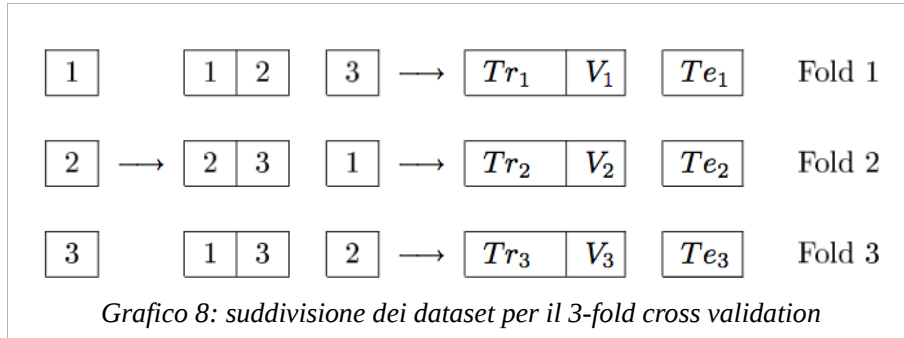 1 1 2 3 ⟶ Tr₁ V₁ Te₁ Fold 1
2 ⟶ 2 3 1 ⟶ Tr₂ V₂ Te₂ Fold 2
3 1 3 2 ⟶ Tr₃ V₃ Te₃ Fold 3
Grafico 8: suddivisione dei dataset per il 3-fold cross validation